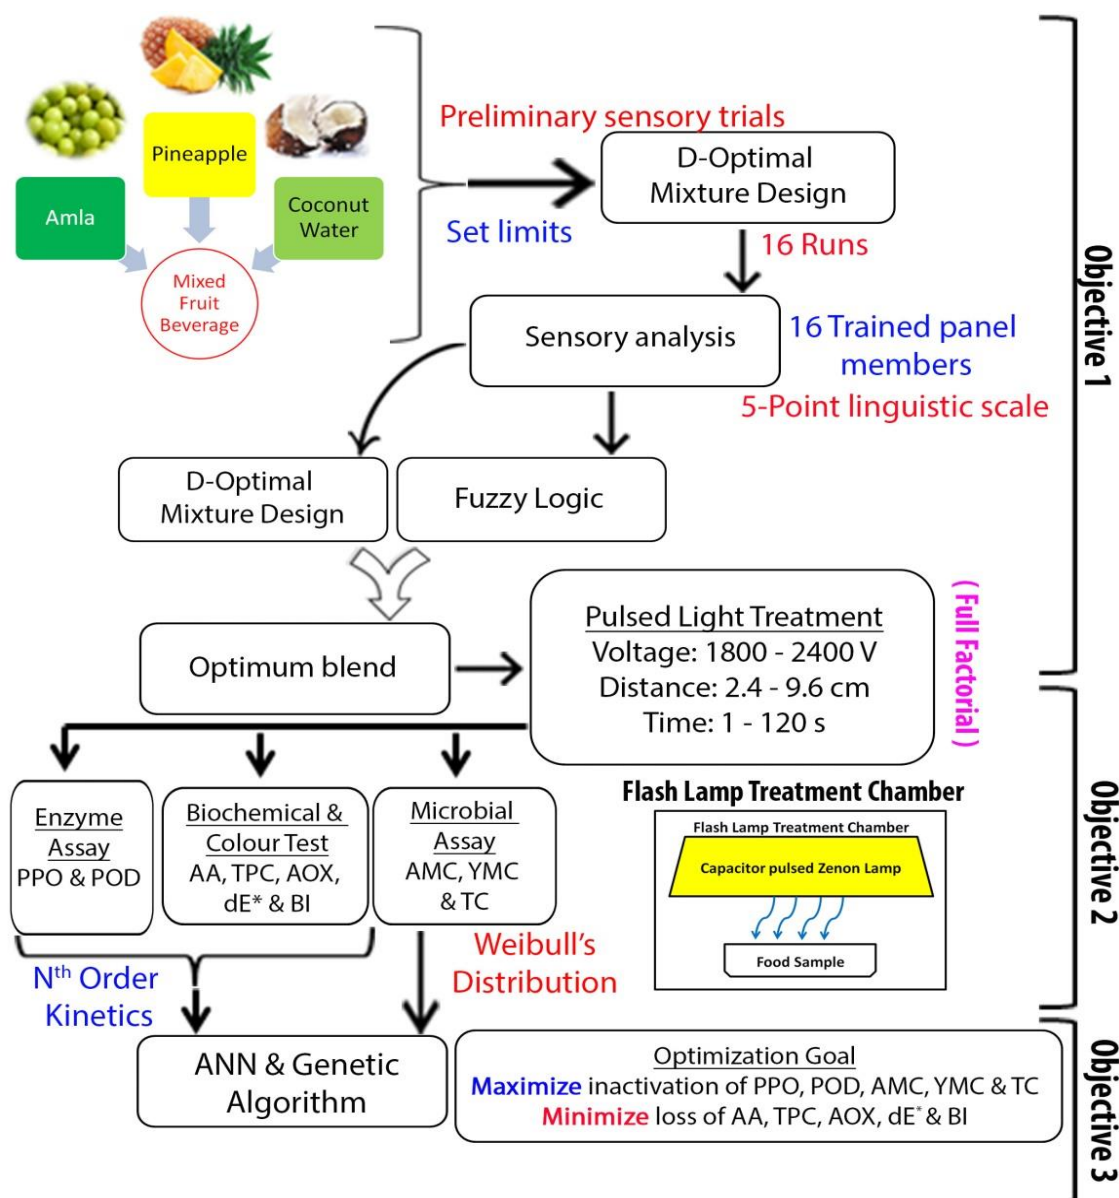 Pineapple
Amla
Coconut
Water
Mixed
Fruit
Beverage
Preliminary sensory trials
Set limits
D-Optimal
Mixture Design
16 Runs
Sensory analysis
16 Trained panel
members
5-Point linguistic scale
D-Optimal
Mixture Design
Fuzzy Logic
Optimum blend
Pulsed Light Treatment
Voltage: 1800 - 2400 V
Distance: 2.4 - 9.6 cm
Time: 1 - 120 s
( Full Factorial )
Objective 1
Enzyme
Assay
PPO & POD
Biochemical &
Colour Test
AA, TPC, AOX,
dE* & BI
Microbial
Assay
AMC, YMC
& TC
Flash Lamp Treatment Chamber
Flash Lamp Treatment Chamber
Capacitor pulsed Zenon Lamp
Food Sample
Nth Order
Kinetics
Weibull's
Distribution
Objective 2
ANN & Genetic
Algorithm
Optimization Goal
Maximize inactivation of PPO, POD, AMC, YMC & TC
Minimize loss of AA, TPC, AOX, dE* & BI
Objective 3